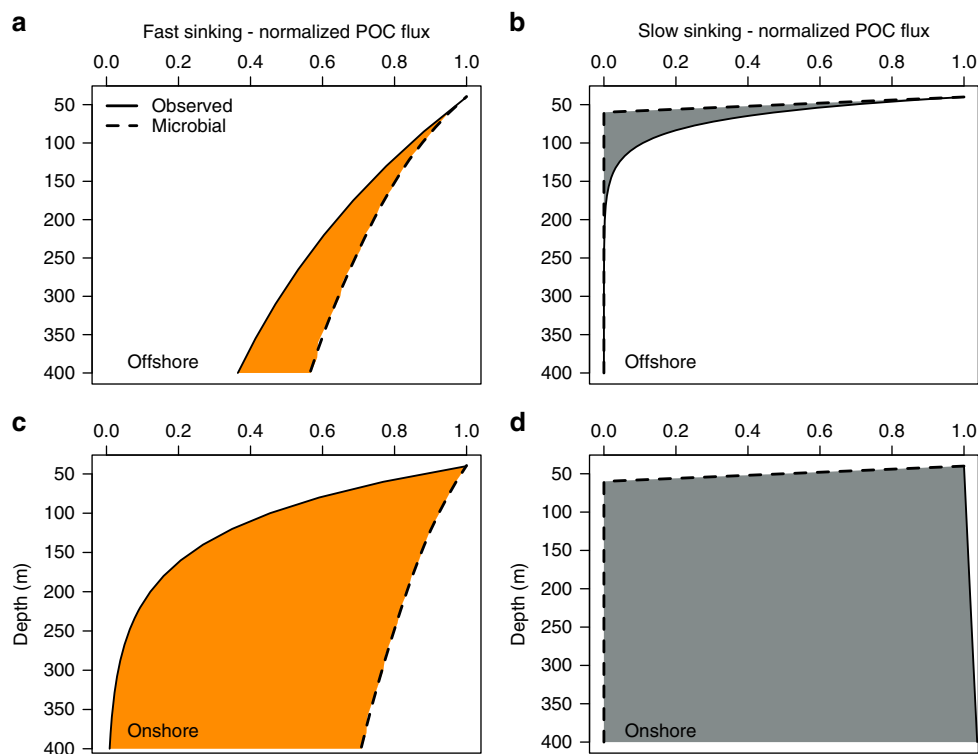 a
Fast sinking - normalized POC flux
0.0 0.2 0.4 0.6 0.8 1.0
50
100
150
200
250
300
350
400
Observed
Microbial
Offshore
b
Slow sinking - normalized POC flux
0.0 0.2 0.4 0.6 0.8 1.0
50
100
150
200
250
300
350
400
Offshore
c
0.0 0.2 0.4 0.6 0.8 1.0
Depth (m)
50
100
150
200
250
300
350
400
Onshore
d
0.0 0.2 0.4 0.6 0.8 1.0
Depth (m)
50
100
150
200
250
300
350
400
Onshore